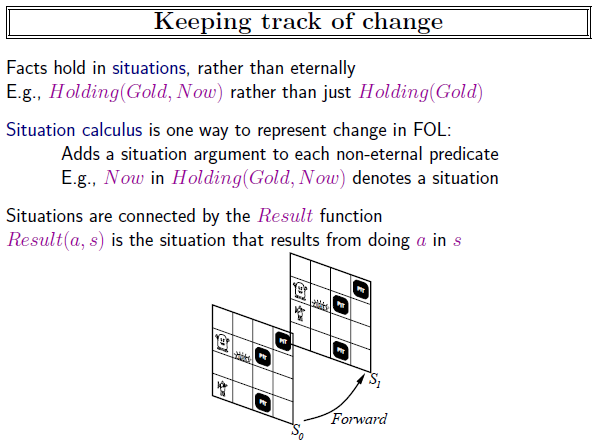 Keeping track of change
Facts hold in situations, rather than eternally
E.g., Holding(Gold, Now) rather than just Holding(Gold)
Situation calculus is one way to represent change in FOL:
Adds a situation argument to each non-eternal predicate
E.g., Now in Holding(Gold, Now) denotes a situation
Situations are connected by the Result function
Result(a, s) is the situation that results from doing a in s
PIT
PIT
PIT
S1
PIT
PIT
PIT
S0
Forward